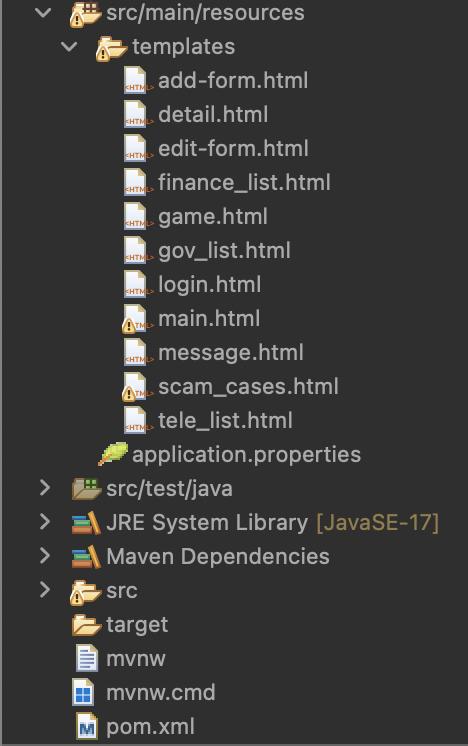 src/main/resources
templates
add-form.html
detail.html
edit-form.html
finance_list.html
game.html
gov_list.html
login.html
main.html
message.html
scam_cases.html
tele_list.html
application.properties
src/test/java
JRE System Library [JavaSE-17]
Maven Dependencies
src
target
mvnw
mvnw.cmd
pom.xml